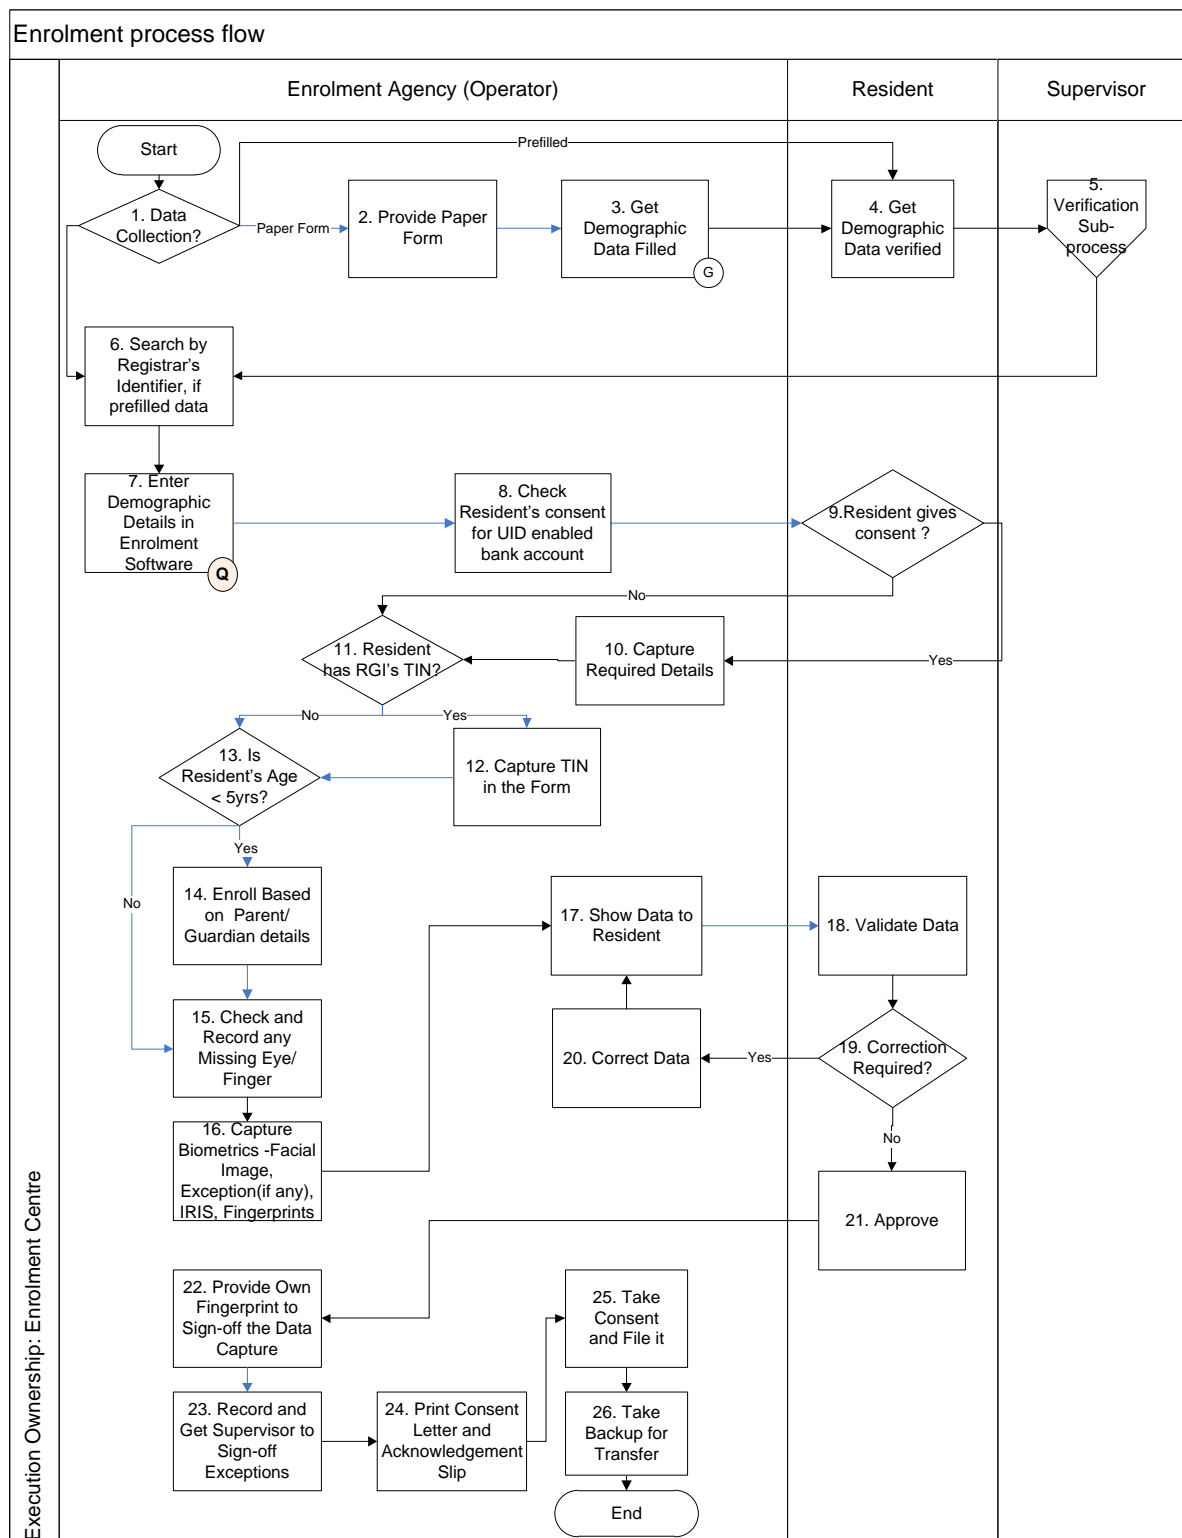 Enrolment process flow
Enrolment Agency (Operator)
Resident
Supervisor
Start
Prefilled
1. Data
Collection?
Paper Form
2. Provide Paper
Form
3. Get
Demographic
Data Filled
G
4. Get
Demographic
Data verified
5.
Verification
Sub-
process
6. Search by
Registrar's
Identifier, if
prefilled data
7. Enter
Demographic
Details in
Enrolment
Software
Q
8. Check
Resident's consent
for UID enabled
bank account
9.Resident gives
consent ?
No
Yes
10. Capture
Required Details
11. Resident
has RGI's TIN?
No
Yes
12. Capture TIN
in the Form
13. Is
Resident's Age
< 5yrs?
Yes
No
14. Enroll Based
on Parent/
Guardian details
15. Check and
Record any
Missing Eye/
Finger
16. Capture
Biometrics -Facial
Image,
Exception(if any),
IRIS, Fingerprints
17. Show Data to
Resident
18. Validate Data
19. Correction
Required?
Yes
No
20. Correct Data
21. Approve
22. Provide Own
Fingerprint to
Sign-off the Data
Capture
23. Record and
Get Supervisor to
Sign-off
Exceptions
24. Print Consent
Letter and
Acknowledgement
Slip
25. Take
Consent
and File it
26. Take
Backup for
Transfer
End
Execution Ownership: Enrolment Centre